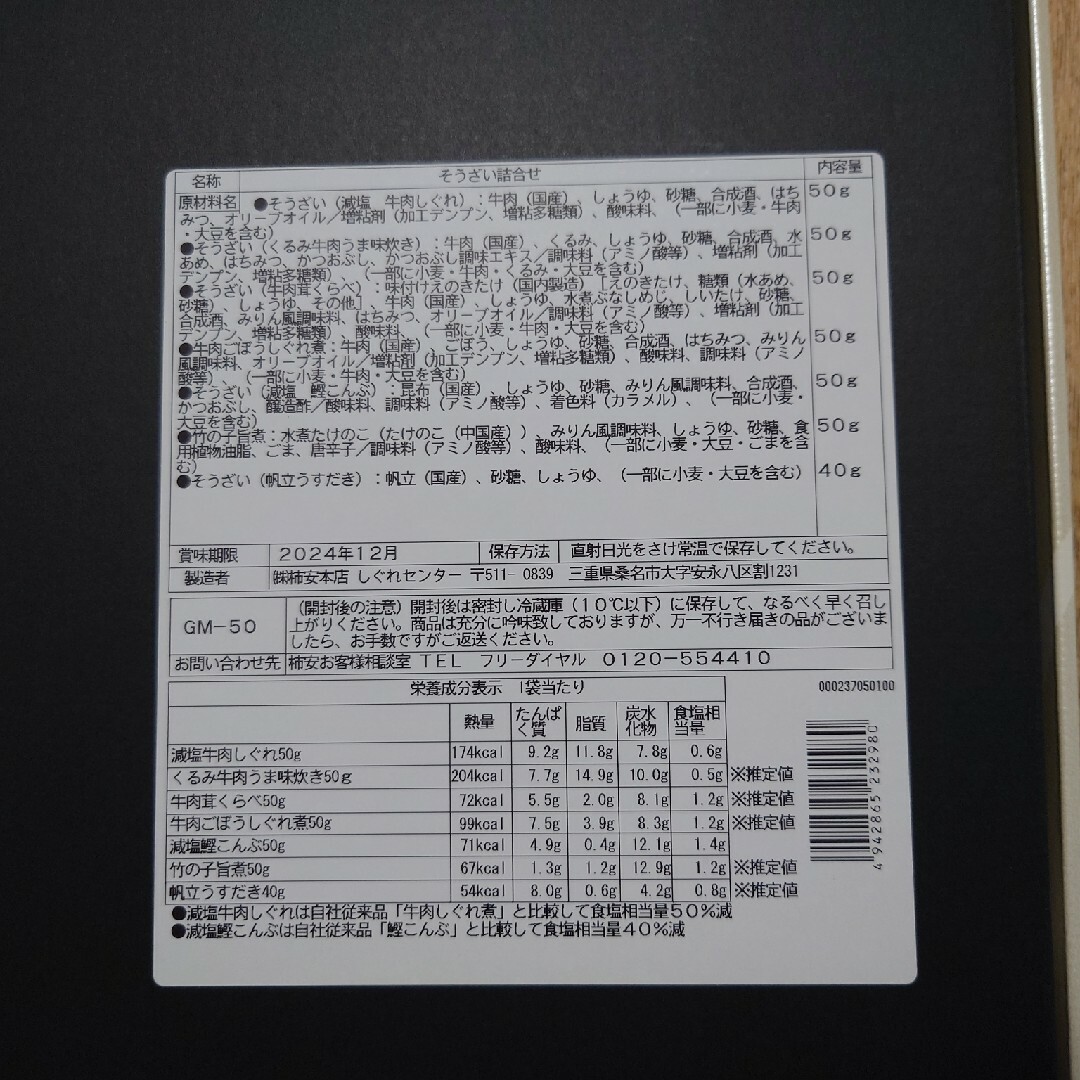 名称 そうざい詰合せ 内容量
原材料名 ●そうざい（減塩 牛肉しぐれ）：牛肉（国産）、しょうゆ、砂糖、合成酒、はち 50g
みつ、オリーブオイル／増粘剤（加工デンプン、増粘多糖類）、酸味料、（一部に小麦・牛肉
・大豆を含む）
●そうざい（くるみ牛肉うま味炊き）：牛肉（国産）、くるみ、しょうゆ、砂糖、合成酒、水 50g
あめ、はちみつ、かつおぶし、かつおぶし調味エキス／調味料（アミノ酸等）、増粘剤（加工
デンプン、増粘多糖類）、（一部に小麦・牛肉・くるみ・大豆を含む）
●そうざい（牛肉茸くらべ）：味付けえのきたけ（国内製造）［えのきたけ、糖類（水あめ、 50g
砂糖）、しょうゆ、その他］、牛肉（国産）、しょうゆ、水煮ぶなしめじ、しいたけ、砂糖、
合成酒、みりん風調味料、はちみつ、オリーブオイル／調味料（アミノ酸等）、増粘剤（加工
デンプン、増粘多糖類）、酸味料、（一部に小麦・牛肉・大豆を含む）
●牛肉ごぼうしぐれ煮：牛肉（国産）、ごぼう、しょうゆ、砂糖、合成酒、はちみつ、みりん 50g
風調味料、オリーブオイル／増粘剤（加工デンプン、増粘多糖類）、酸味料、調味料（アミノ
酸等）、（一部に小麦・牛肉・大豆を含む）
●そうざい（減塩 鰹こんぶ）：昆布（国産）、しょうゆ、砂糖、みりん風調味料、合成酒、 50g
かつおぶし、醸造酢／酸味料、調味料（アミノ酸等）、着色料（カラメル）、（一部に小麦・
大豆を含む）
●竹の子旨煮：水煮たけのこ（たけのこ（中国産））、みりん風調味料、しょうゆ、砂糖、食 50g
用植物油脂、ごま、唐辛子／調味料（アミノ酸等）、酸味料、（一部に小麦・大豆・ごまを含
む）
●そうざい（帆立うすだき）：帆立（国産）、砂糖、しょうゆ、（一部に小麦・大豆を含む） 40g
賞味期限 2024年12月 保存方法 直射日光をさけ常温で保存してください。
製造者 ㈱柿安本店 しぐれセンター 〒511-0839 三重県桑名市大字安永八区割1231
GM-50 （開封後の注意）開封後は密封し冷蔵庫（10℃以下）に保存して、なるべく早く召し
上がりください。商品は充分に吟味致しておりますが、万一不行き届きの品がございま
したら、お手数ですがご返送ください。
お問い合わせ先 柿安お客様相談室 TEL フリーダイヤル 0120-554410
栄養成分表示 1袋当たり 000237050100
熱量 たんぱく質 脂質 炭水化物 食塩相当量
減塩牛肉しぐれ50g 174kcal 9.2g 11.8g 7.8g 0.6g
くるみ牛肉うま味炊き50g 204kcal 7.7g 14.9g 10.0g 0.5g ※推定値
牛肉茸くらべ50g 72kcal 5.5g 2.0g 8.1g 1.2g ※推定値
牛肉ごぼうしぐれ煮50g 99kcal 7.5g 3.9g 8.3g 1.2g ※推定値
減塩鰹こんぶ50g 71kcal 4.9g 0.4g 12.1g 1.4g
竹の子旨煮50g 67kcal 1.3g 1.2g 12.9g 1.2g ※推定値
帆立うすだき40g 54kcal 8.0g 0.6g 4.2g 0.8g ※推定値
●減塩牛肉しぐれは自社従来品「牛肉しぐれ煮」と比較して食塩相当量50％減
●減塩鰹こんぶは自社従来品「鰹こんぶ」と比較して食塩相当量40％減
4 942865 232980